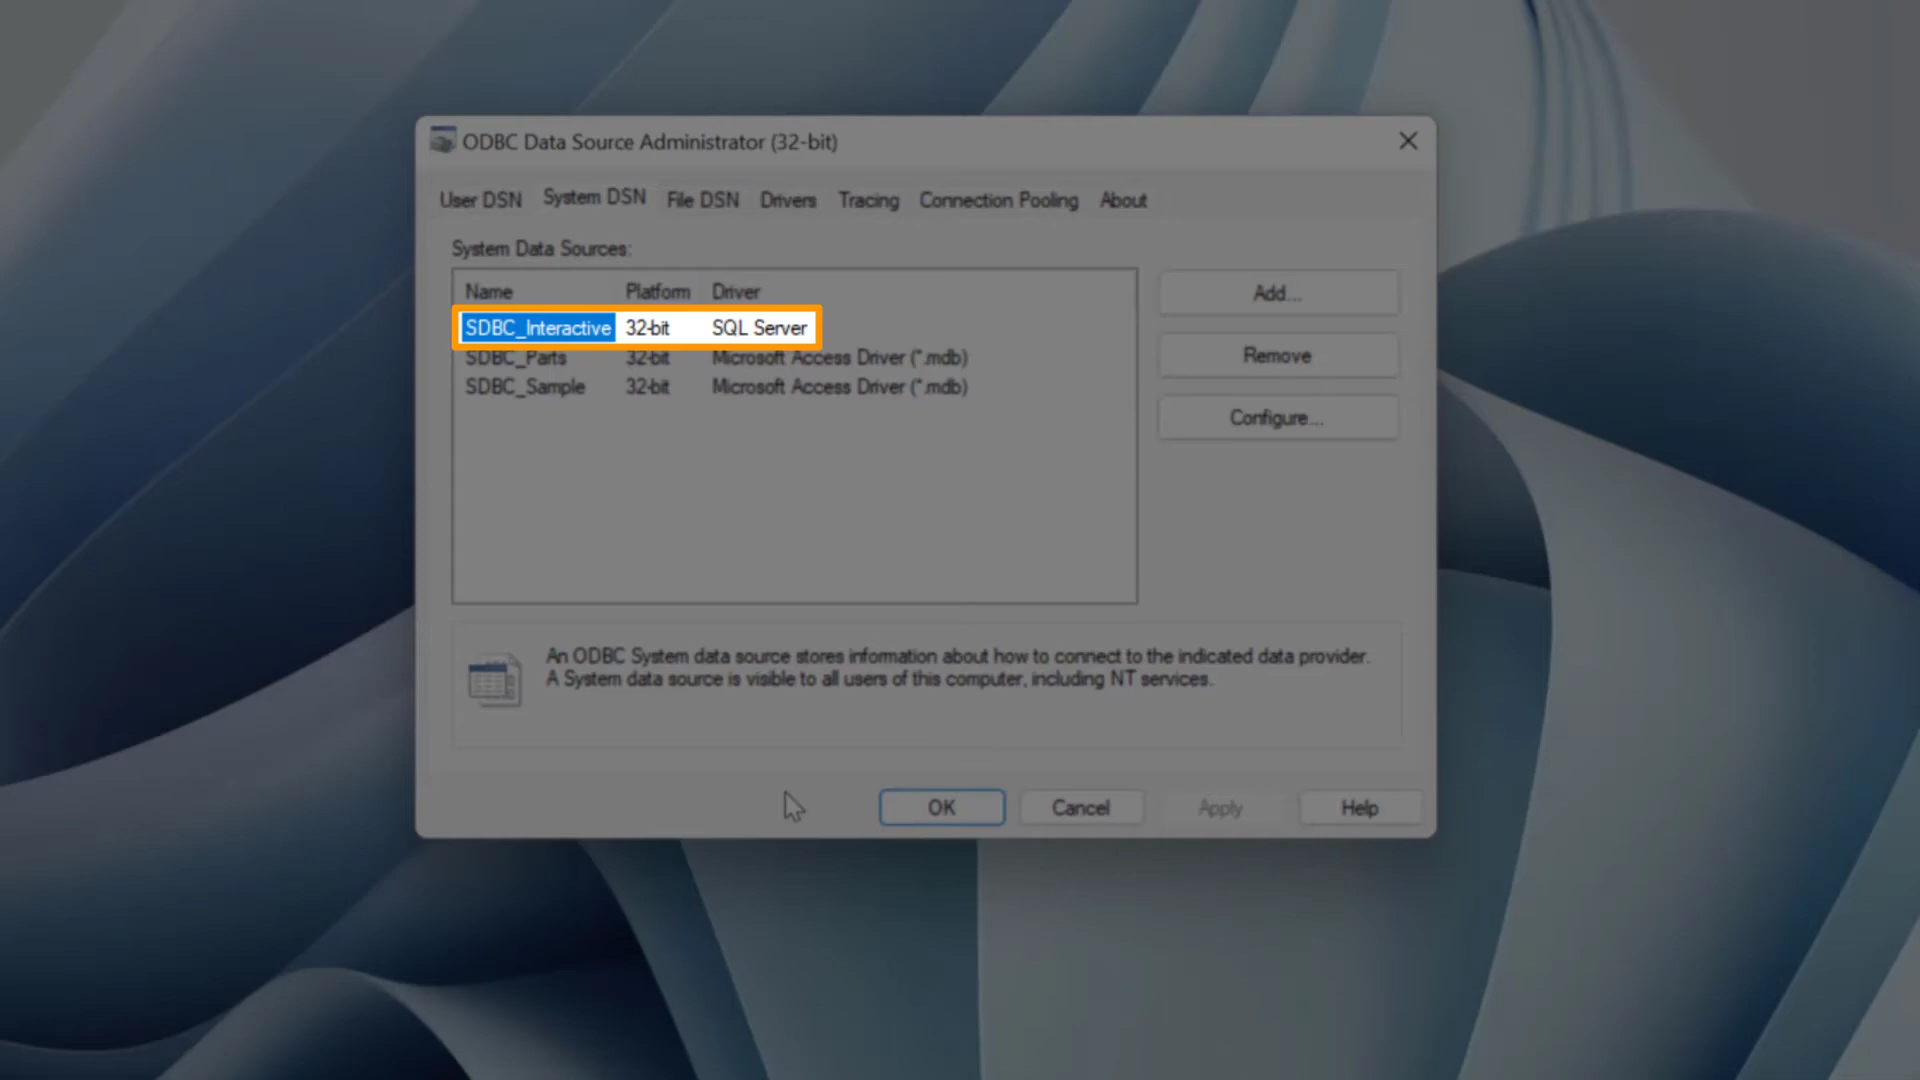 ODBC Data Source Administrator (32-bit)
User DSN System DSN File DSN Drivers Tracing Connection Pooling About
System Data Sources:
Name Platform Driver
SDBC_Interactive 32-bit SQL Server
SDBC_Parts 32-bit Microsoft Access Driver (*.mdb)
SDBC_Sample 32-bit Microsoft Access Driver (*.mdb)
Add...
Remove
Configure...
An ODBC System data source stores information about how to connect to the indicated data provider.
A System data source is visible to all users of this computer, including NT services.
OK Cancel Apply Help